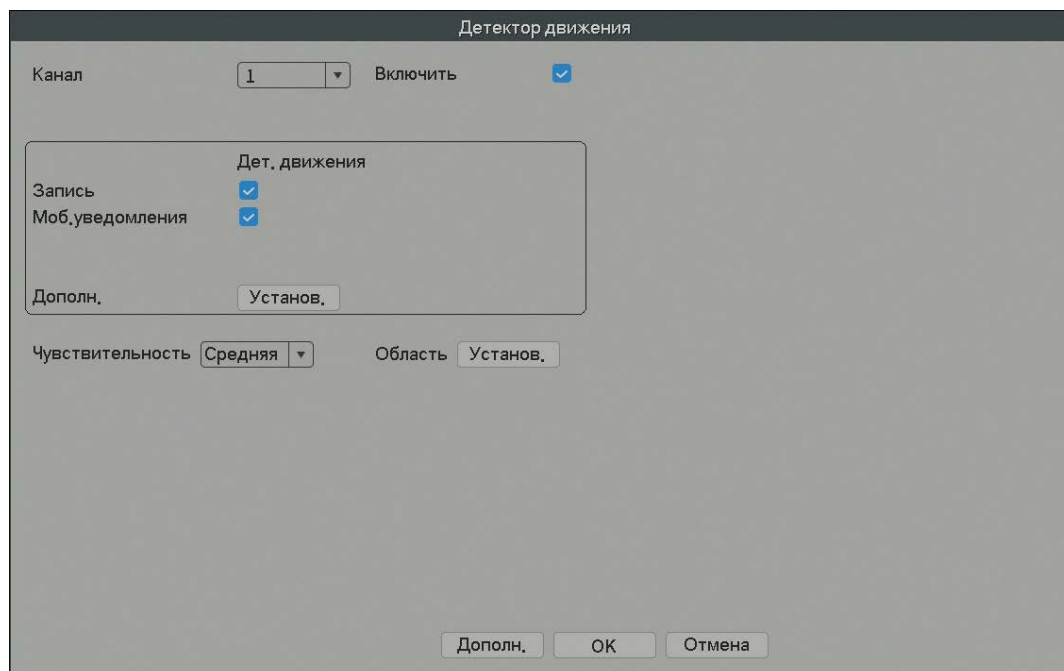 Детектор движения
Канал 1 Включить
Дет. движения
Запись
Моб.уведомления
Дополн. Установ.
Чувствительность Средняя Область Установ.
Дополн. OK Отмена